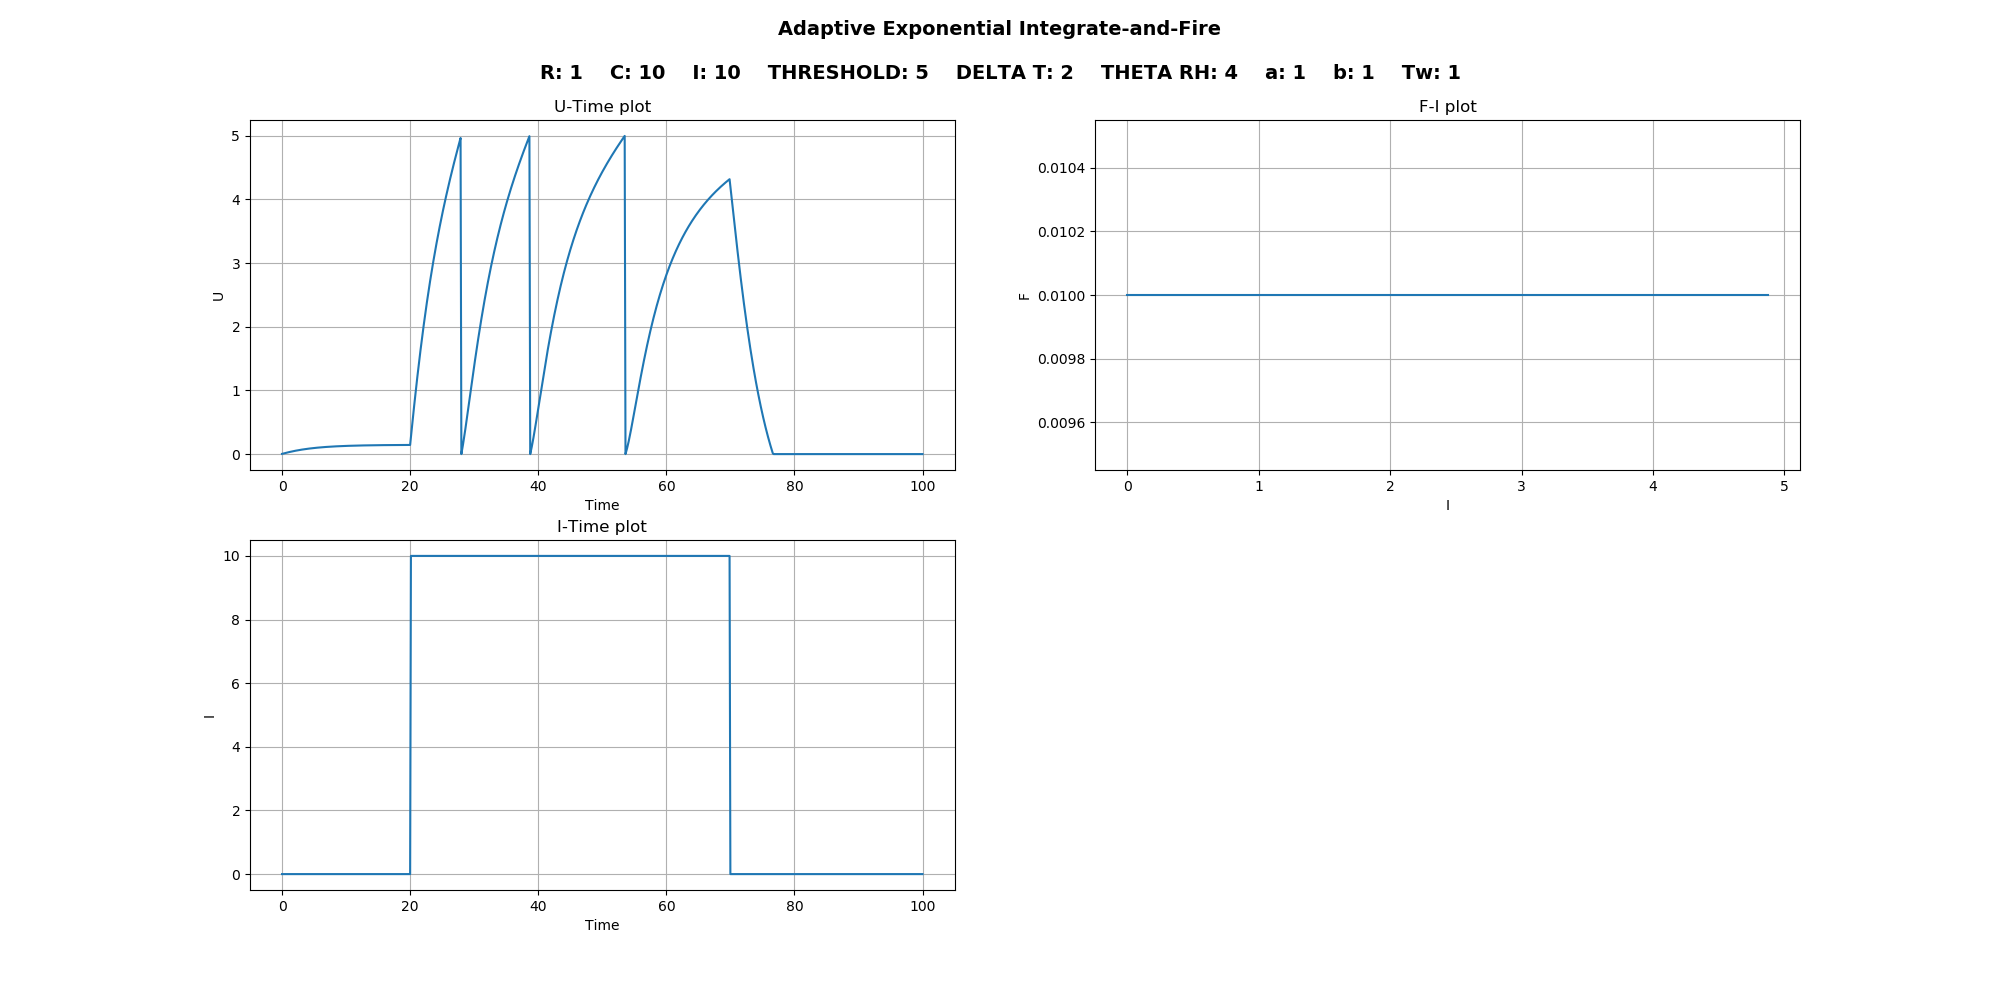 Adaptive Exponential Integrate-and-Fire
R: 1 C: 10 I: 10 THRESHOLD: 5 DELTA T: 2 THETA RH: 4 a: 1 b: 1 Tw: 1
U-Time plot
5
4
3
2
1
0
U
0 20 40 60 80 100
Time
F-I plot
0.0104
0.0102
0.0100
0.0098
0.0096
F
0 1 2 3 4 5
I
I-Time plot
10
8
6
4
2
0
I
0 20 40 60 80 100
Time